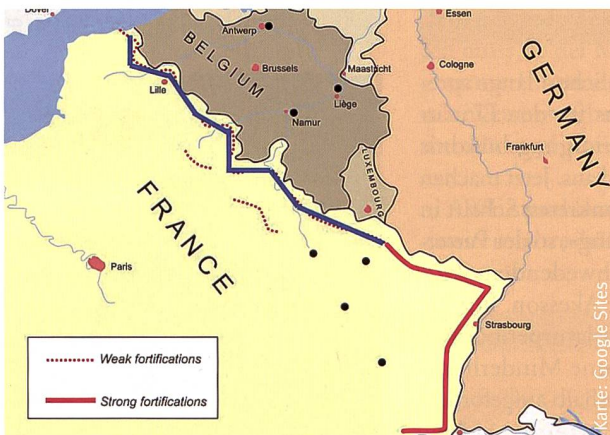 Dover
Antwerp
Essen
BELGIUM
Brussels
Maastricht
Cologne
GERMANY
Lille
Liège
Namur
Frankfurt
LUXEMBOURG
FRANCE
Paris
Strasbourg
Weak fortifications
Strong fortifications
Karte: Google Sites